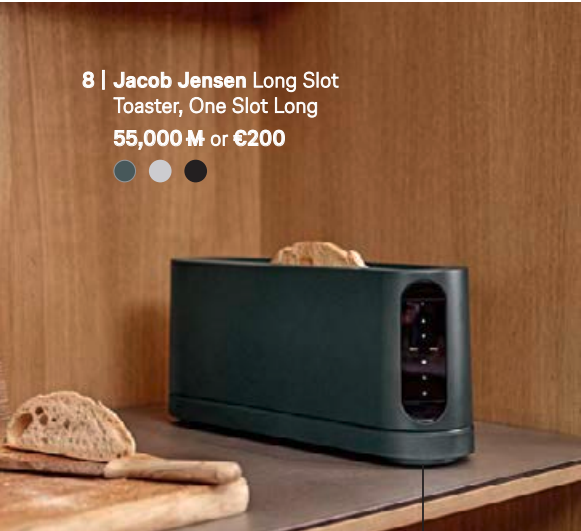 8 | Jacob Jensen Long Slot
Toaster, One Slot Long
55,000 M or €200